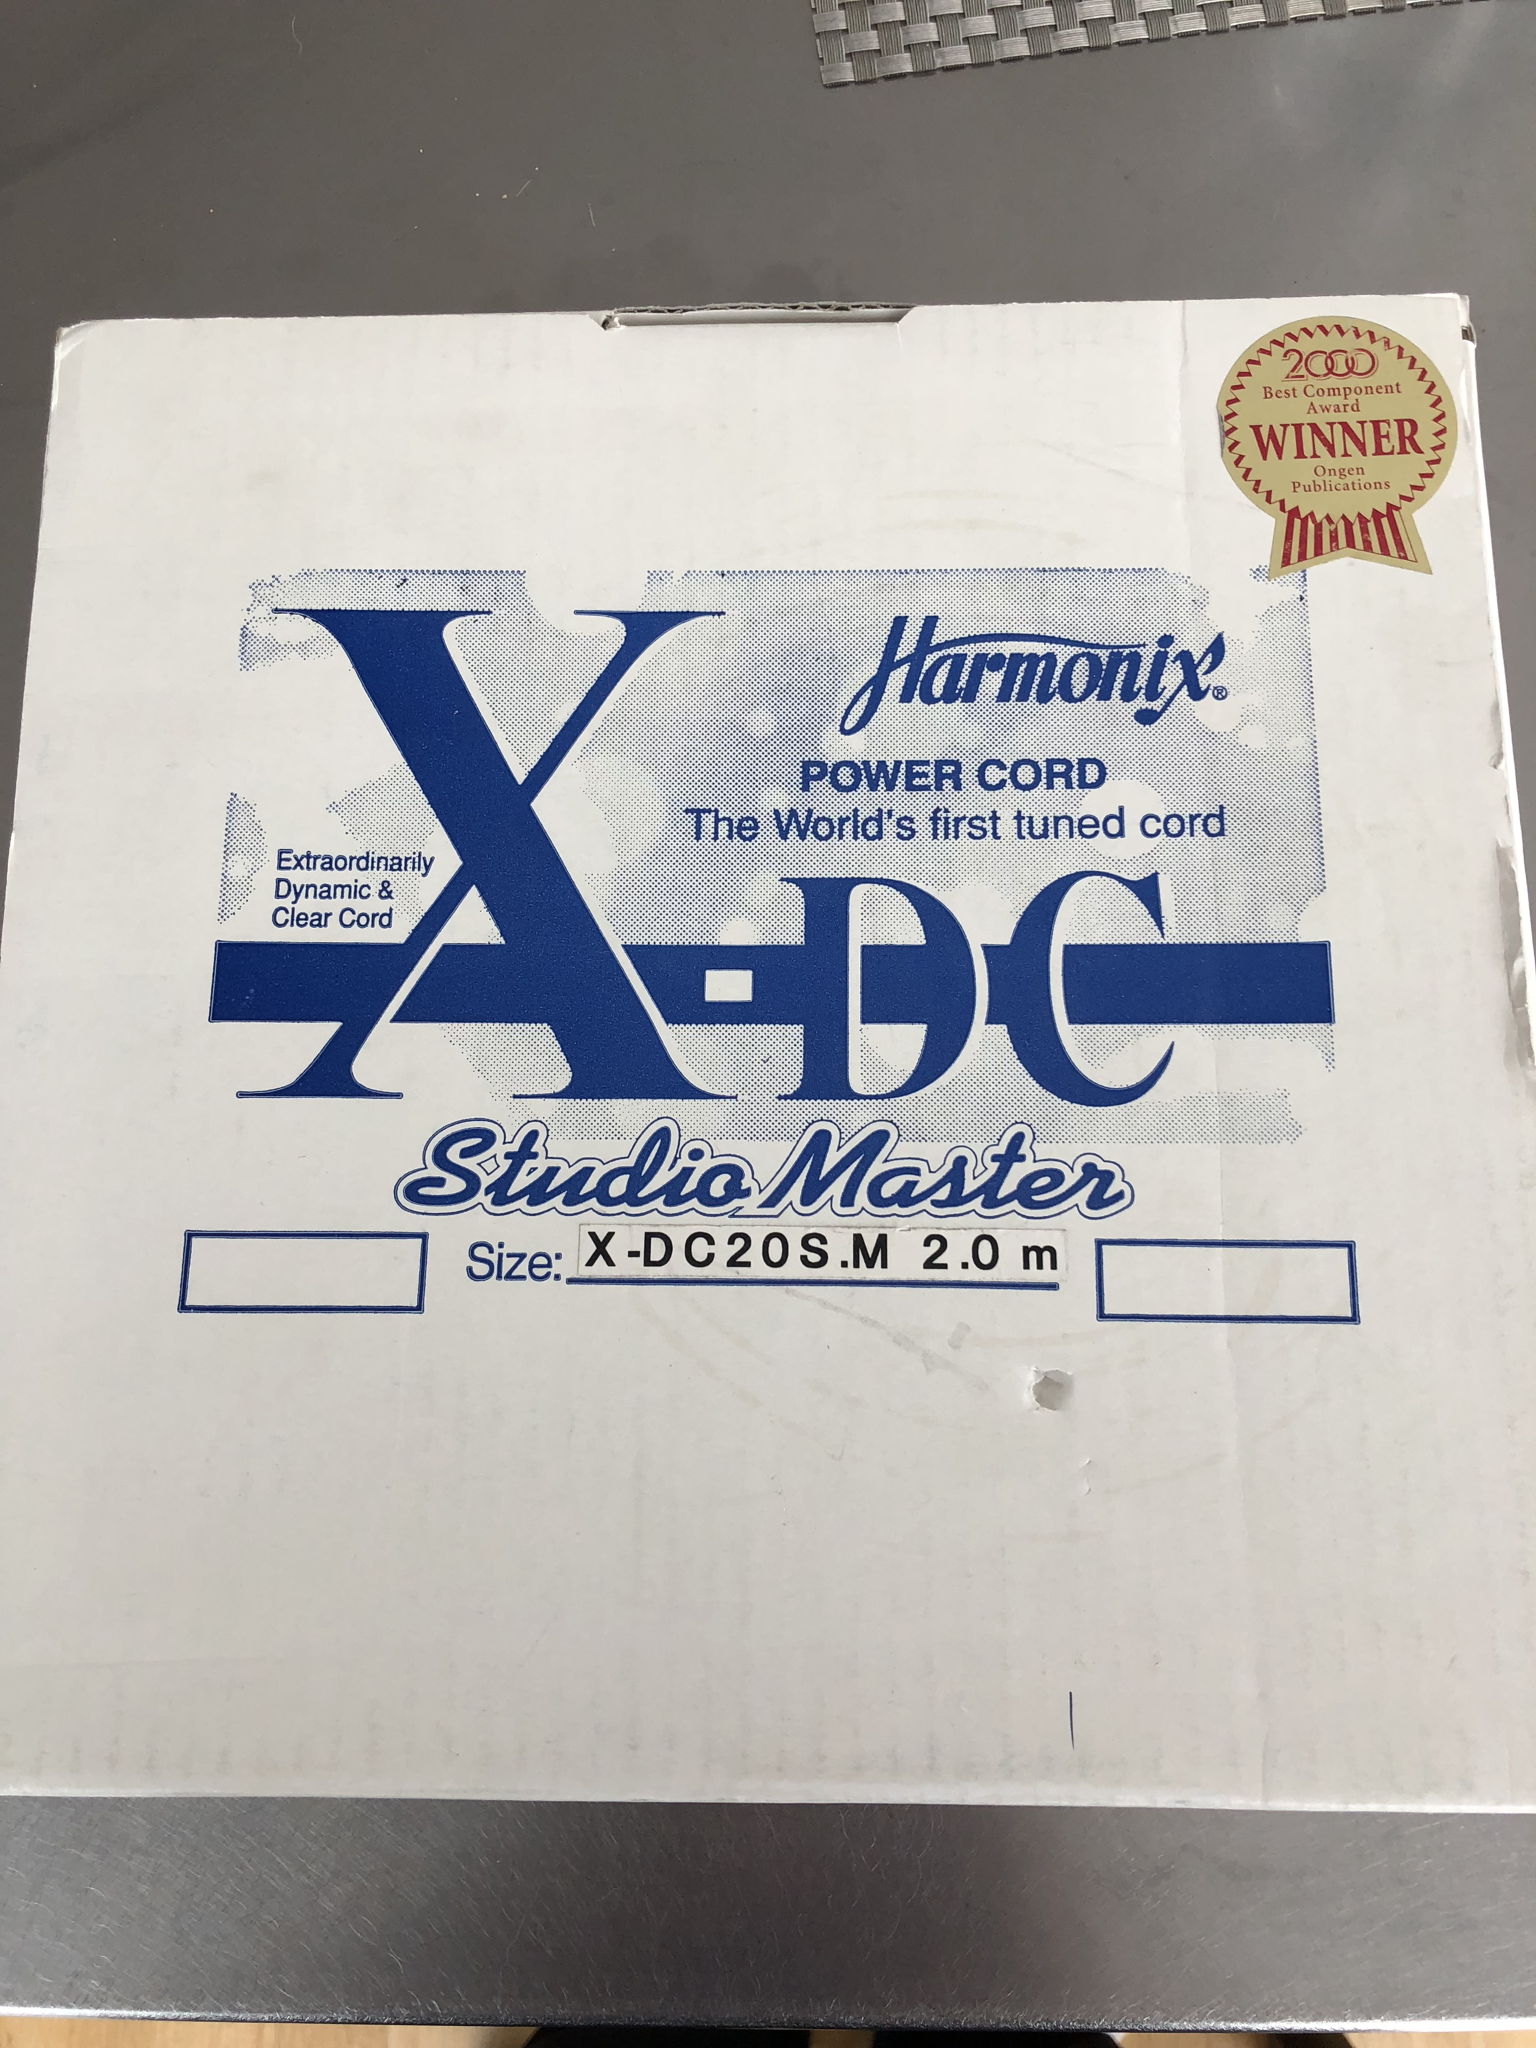 2000
Best Component
Award
WINNER
Ongen
Publications
Harmonix®
POWER CORD
The World's first tuned cord
Extraordinarily
Dynamic &
Clear Cord
X-DC
Studio Master
Size: X-DC20S.M 2.0 m